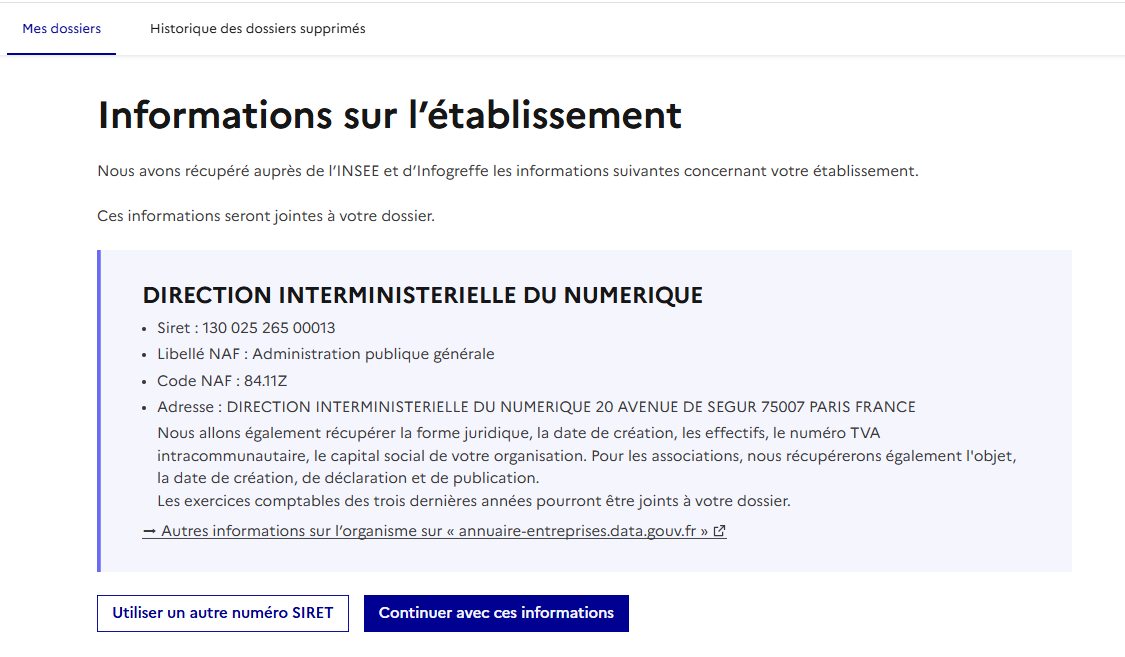 Mes dossiers
Historique des dossiers supprimés
Informations sur l’établissement
Nous avons récupéré auprès de l’INSEE et d’Infogreffe les informations suivantes concernant votre établissement.
Ces informations seront jointes à votre dossier.
DIRECTION INTERMINISTERIELLE DU NUMERIQUE
• Siret : 130 025 265 00013
• Libellé NAF : Administration publique générale
• Code NAF : 84.11Z
• Adresse : DIRECTION INTERMINISTERIELLE DU NUMERIQUE 20 AVENUE DE SEGUR 75007 PARIS FRANCE
Nous allons également récupérer la forme juridique, la date de création, les effectifs, le numéro TVA
intracommunautaire, le capital social de votre organisation. Pour les associations, nous récupérerons également l'objet,
la date de création, de déclaration et de publication.
Les exercices comptables des trois dernières années pourront être joints à votre dossier.
→ Autres informations sur l’organisme sur « annuaire-entreprises.data.gouv.fr »
Utiliser un autre numéro SIRET
Continuer avec ces informations